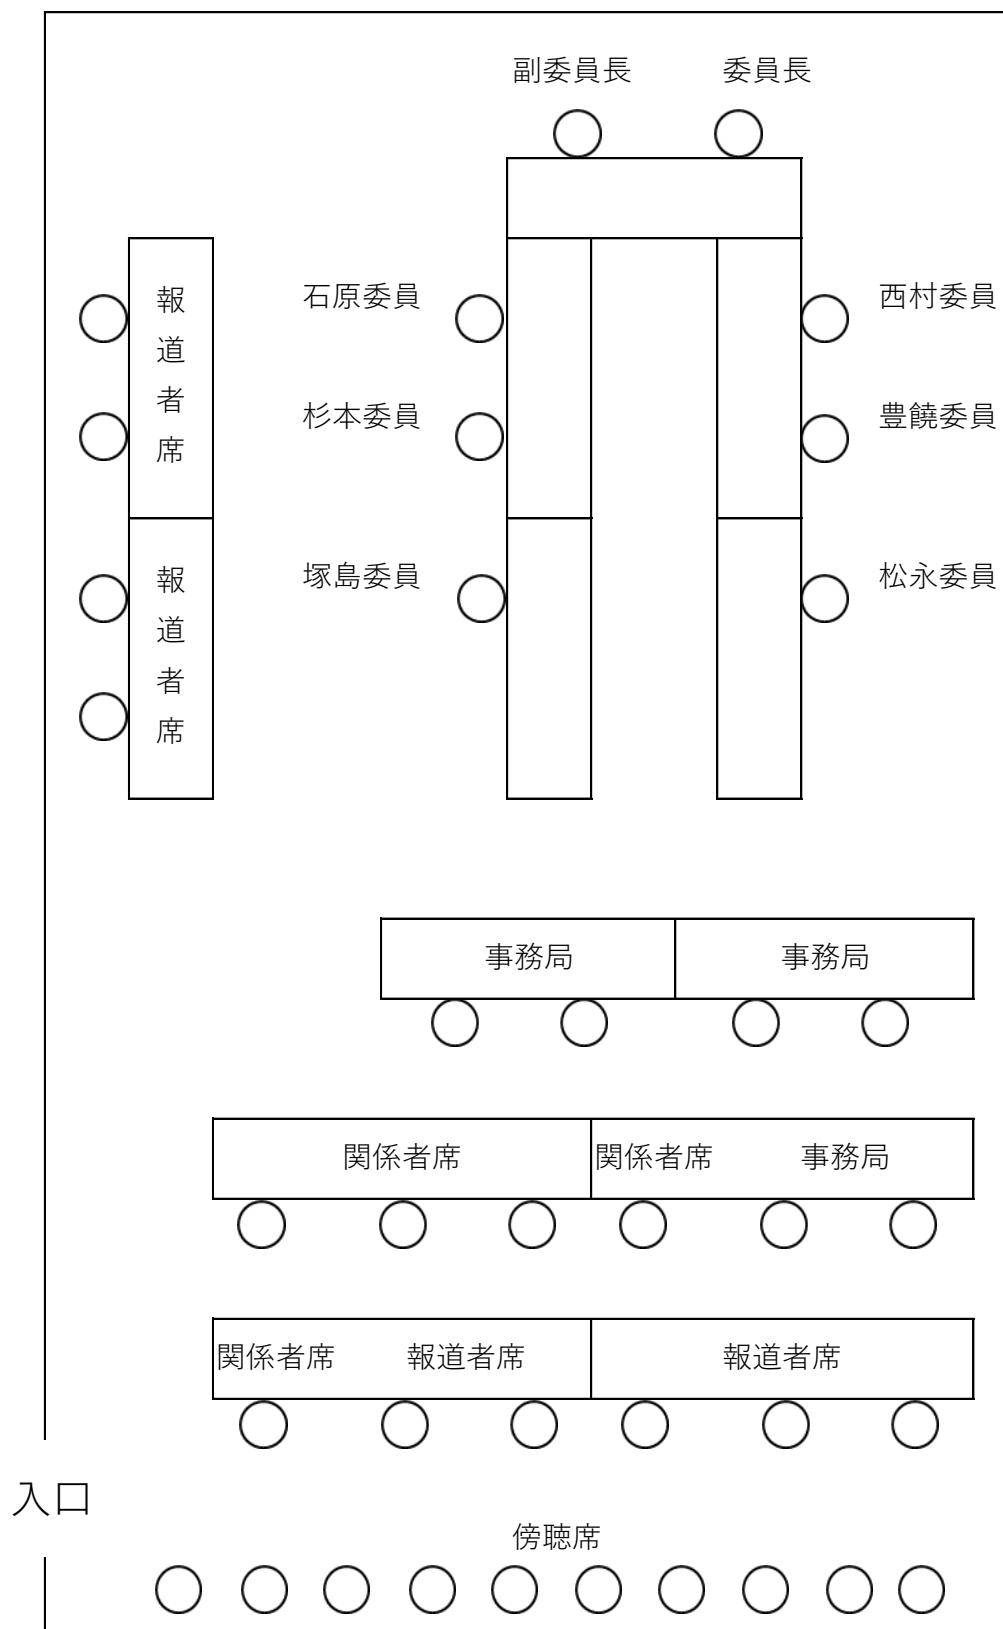 副委員長 委員長
報道者席
石原委員 西村委員
杉本委員 豊饒委員
報道者席
塚島委員 松永委員
事務局 事務局
関係者席 関係者席 事務局
関係者席 報道者席 報道者席
入口
傍聴席